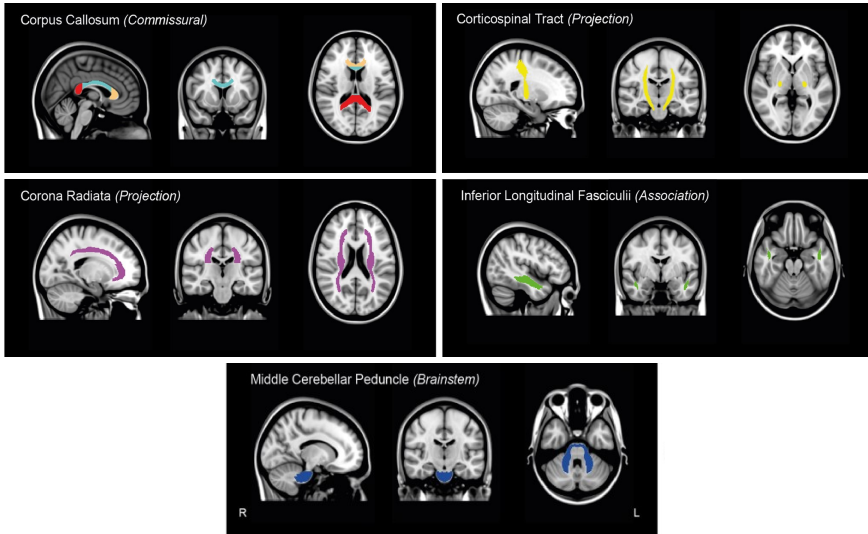 Corpus Callosum (Commissural)
Corticospinal Tract (Projection)
Corona Radiata (Projection)
Inferior Longitudinal Fasciculii (Association)
Middle Cerebellar Peduncle (Brainstem)
R
L